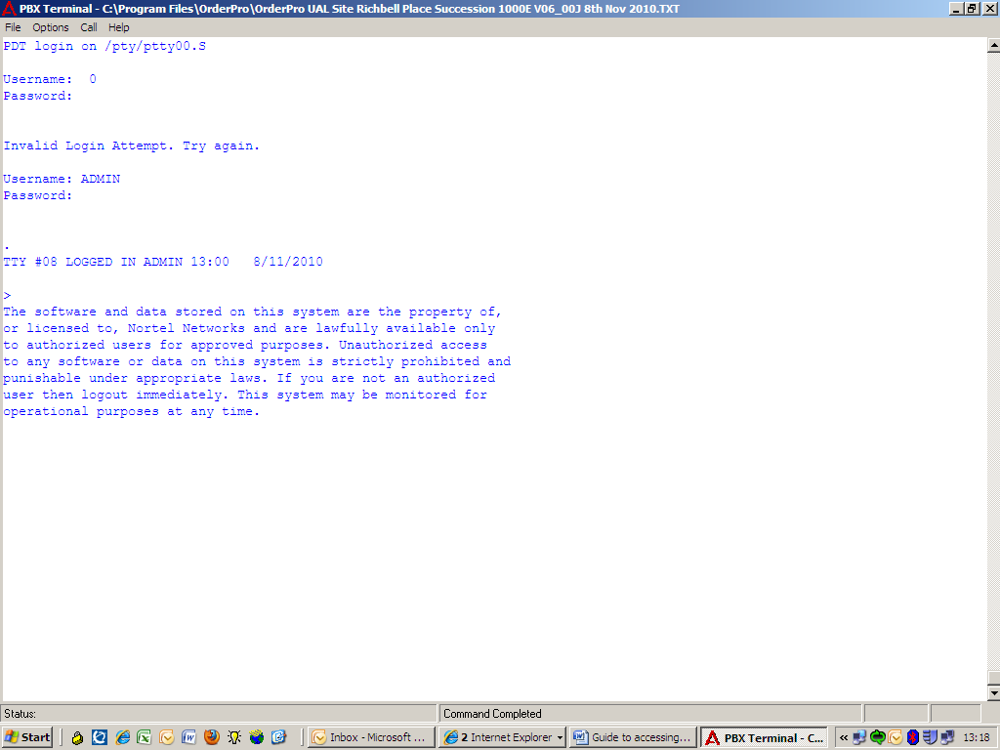 PBX Terminal - C:\Program Files\OrderPro\OrderPro UAL Site Richbell Place Succession 1000E V06_00J 8th Nov 2010.TXT
File Options Call Help
PDT login on /pty/ptty00.S
Username:  0
Password:
Invalid Login Attempt. Try again.
Username: ADMIN
Password:
.
TTY #08 LOGGED IN ADMIN 13:00   8/11/2010
>
The software and data stored on this system are the property of,
or licensed to, Nortel Networks and are lawfully available only
to authorized users for approved purposes. Unauthorized access
to any software or data on this system is strictly prohibited and
punishable under appropriate laws. If you are not an authorized
user then logout immediately. This system may be monitored for
operational purposes at any time.
Status: Command Completed
Start Inbox - Microsoft ... 2 Internet Explorer Guide to accessing... PBX Terminal - C... « 13:18